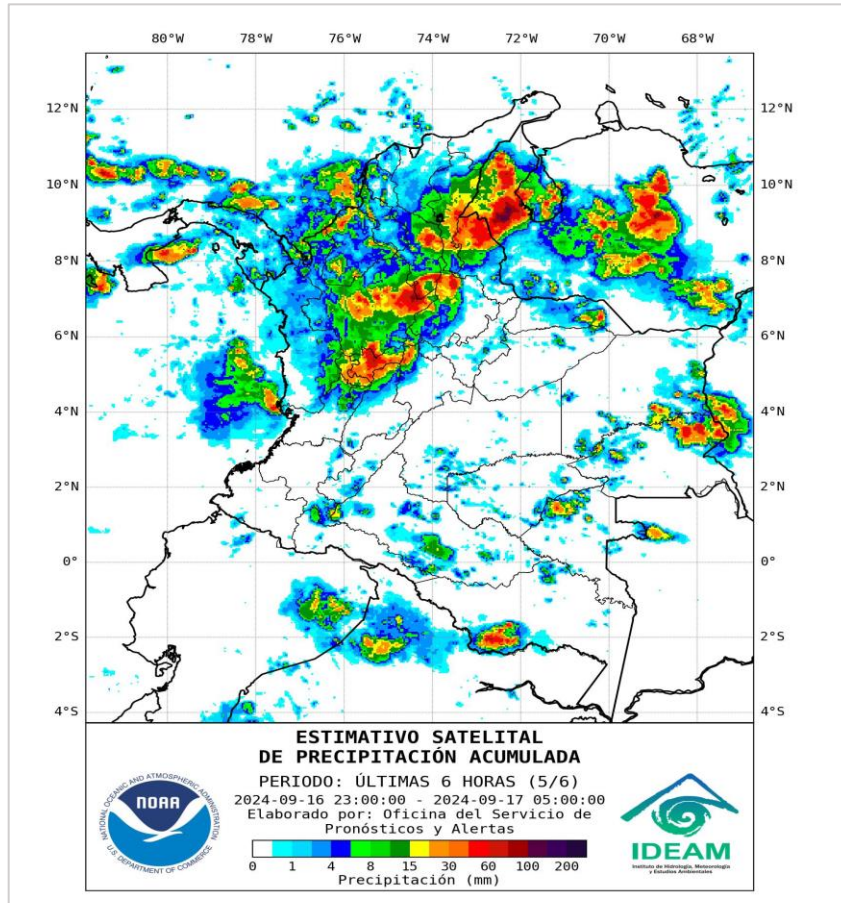 80°W 78°W 76°W 74°W 72°W 70°W 68°W
12°N 12°N
10°N 10°N
8°N 8°N
6°N 6°N
4°N 4°N
2°N 2°N
0° 0°
2°S 2°S
4°S 4°S
ESTIMATIVO SATELITAL
DE PRECIPITACIÓN ACUMULADA
PERIODO: ÚLTIMAS 6 HORAS (5/6)
2024-09-16 23:00:00 - 2024-09-17 05:00:00
Elaborado por: Oficina del Servicio de
Pronósticos y Alertas
0 1 4 8 15 30 60 100 200
Precipitación (mm)
NATIONAL OCEANIC AND ATMOSPHERIC ADMINISTRATION
NOAA
U.S. DEPARTMENT OF COMMERCE
IDEAM
Instituto de Hidrología, Meteorología
y Estudios Ambientales